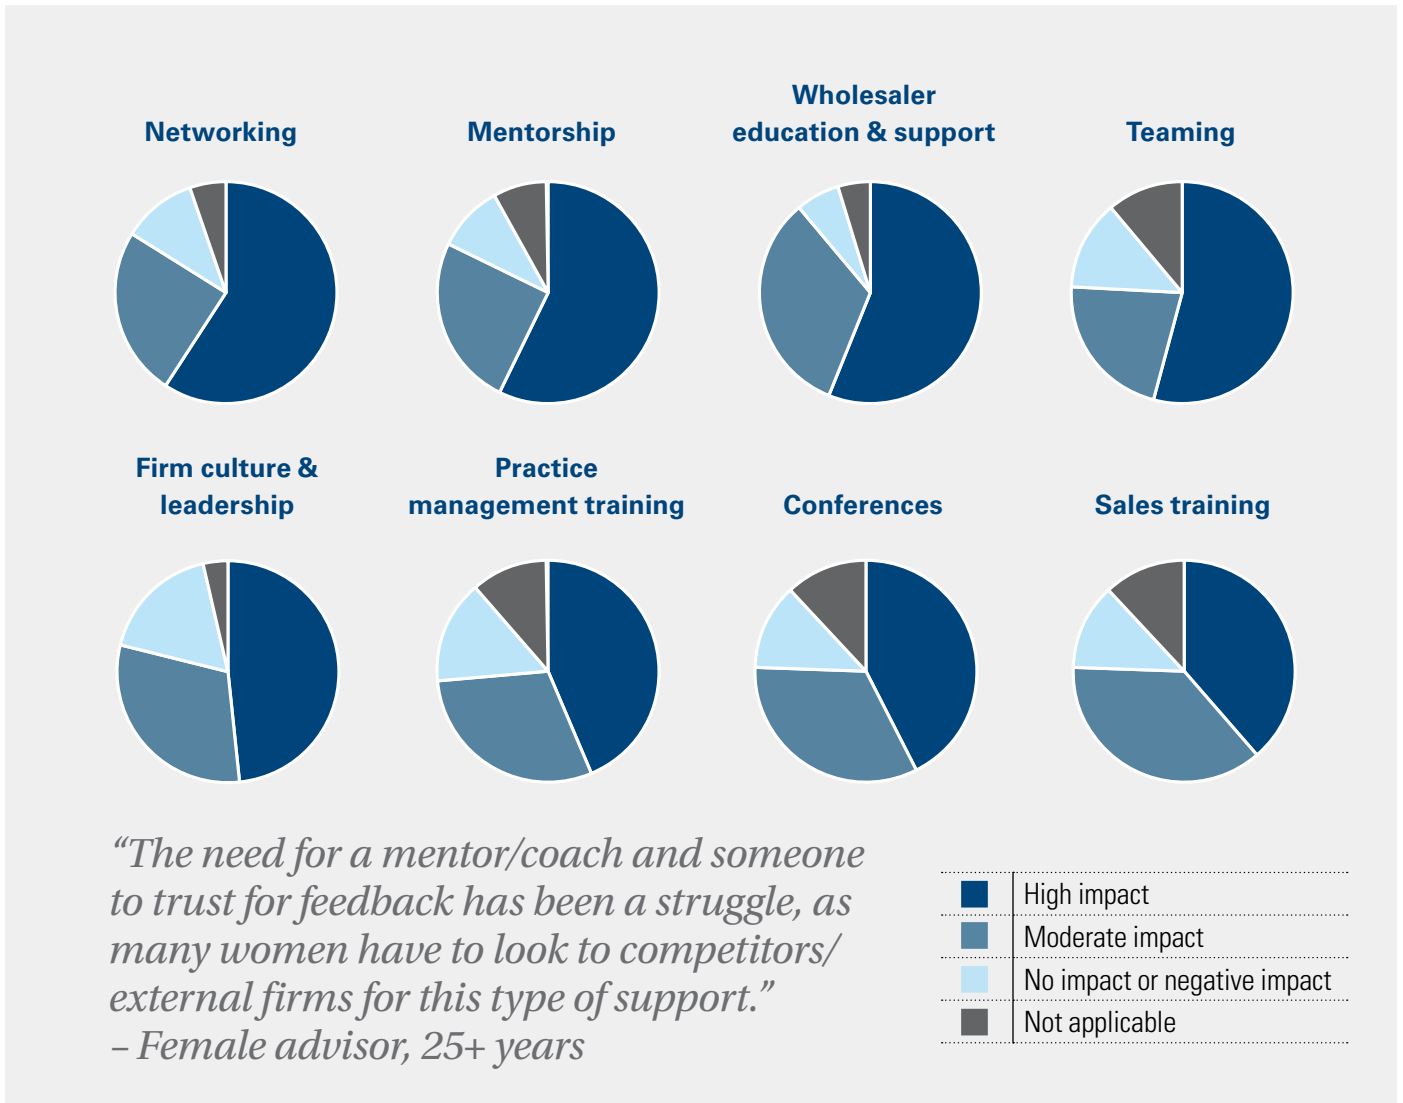 Networking
Mentorship
Wholesaler
education & support
Teaming
Firm culture &
leadership
Practice
management training
Conferences
Sales training
“The need for a mentor/coach and someone
to trust for feedback has been a struggle, as
many women have to look to competitors/
external firms for this type of support.”
– Female advisor, 25+ years
High impact
Moderate impact
No impact or negative impact
Not applicable